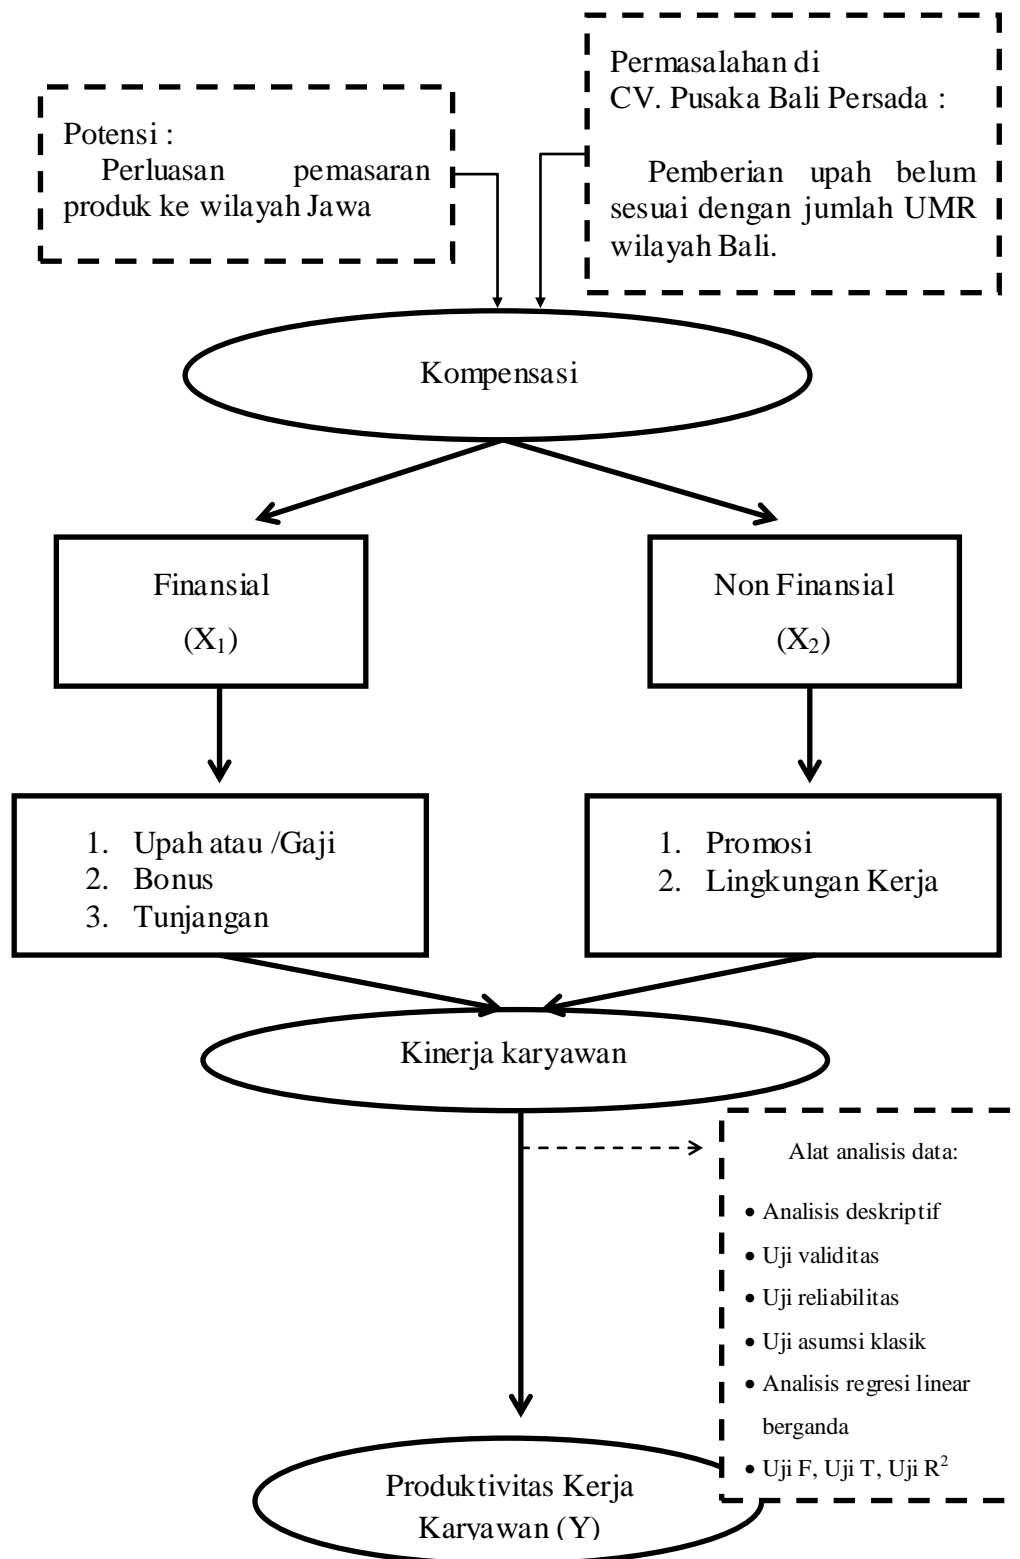 Potensi :
Perluasan pemasaran
produk ke wilayah Jawa
Permasalahan di
CV. Pusaka Bali Persada :
Pemberian upah belum
sesuai dengan jumlah UMR
wilayah Bali.
Kompensasi
Finansial
(X₁)
Non Finansial
(X₂)
1. Upah atau /Gaji
2. Bonus
3. Tunjangan
1. Promosi
2. Lingkungan Kerja
Kinerja karyawan
Alat analisis data:
• Analisis deskriptif
• Uji validitas
• Uji reliabilitas
• Uji asumsi klasik
• Analisis regresi linear
berganda
• Uji F, Uji T, Uji R²
Produktivitas Kerja
Karyawan (Y)